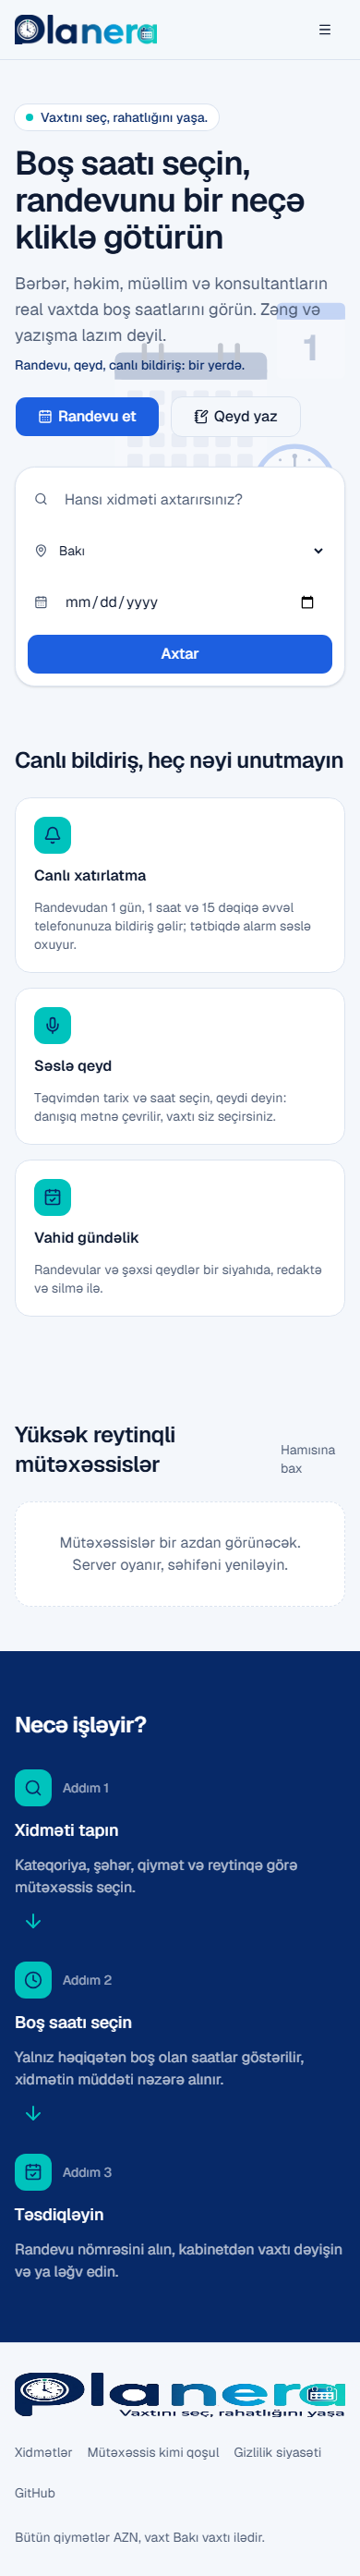 Planera
Vaxtını seç, rahatlığını yaşa.
Boş saatı seçin,
randevunu bir neçə
kliklə götürün
Bərbər, həkim, müəllim və konsultantların
real vaxtda boş saatlarını görün. Zəng və
yazışma lazım deyil.
1
Randevu, qeyd, canlı bildiriş: bir yerdə.
Randevu et
Qeyd yaz
Hansı xidməti axtarırsınız?
Bakı
mm/dd/yyyy
Axtar
Canlı bildiriş, heç nəyi unutmayın
Canlı xatırlatma
Randevudan 1 gün, 1 saat və 15 dəqiqə əvvəl
telefonunuza bildiriş gəlir; tətbiqdə alarm səslə
oxuyur.
Səslə qeyd
Təqvimdən tarix və saat seçin, qeydi deyin:
danışıq mətnə çevrilir, vaxtı siz seçirsiniz.
Vahid gündəlik
Randevular və şəxsi qeydlər bir siyahıda, redaktə
və silmə ilə.
Yüksək reytinqli
mütəxəssislər
Hamısına
bax
Mütəxəssislər bir azdan görünəcək.
Server oyanır, səhifəni yeniləyin.
Necə işləyir?
Addım 1
Xidməti tapın
Kateqoriya, şəhər, qiymət və reytinqə görə
mütəxəssis seçin.
Addım 2
Boş saatı seçin
Yalnız həqiqətən boş olan saatlar göstərilir,
xidmətin müddəti nəzərə alınır.
Addım 3
Təsdiqləyin
Randevu nömrəsini alın, kabinetdən vaxtı dəyişin
və ya ləğv edin.
Planera
Vaxtını seç, rahatlığını yaşa
Xidmətlər
Mütəxəssis kimi qoşul
Gizlilik siyasəti
GitHub
Bütün qiymətlər AZN, vaxt Bakı vaxtı ilədir.